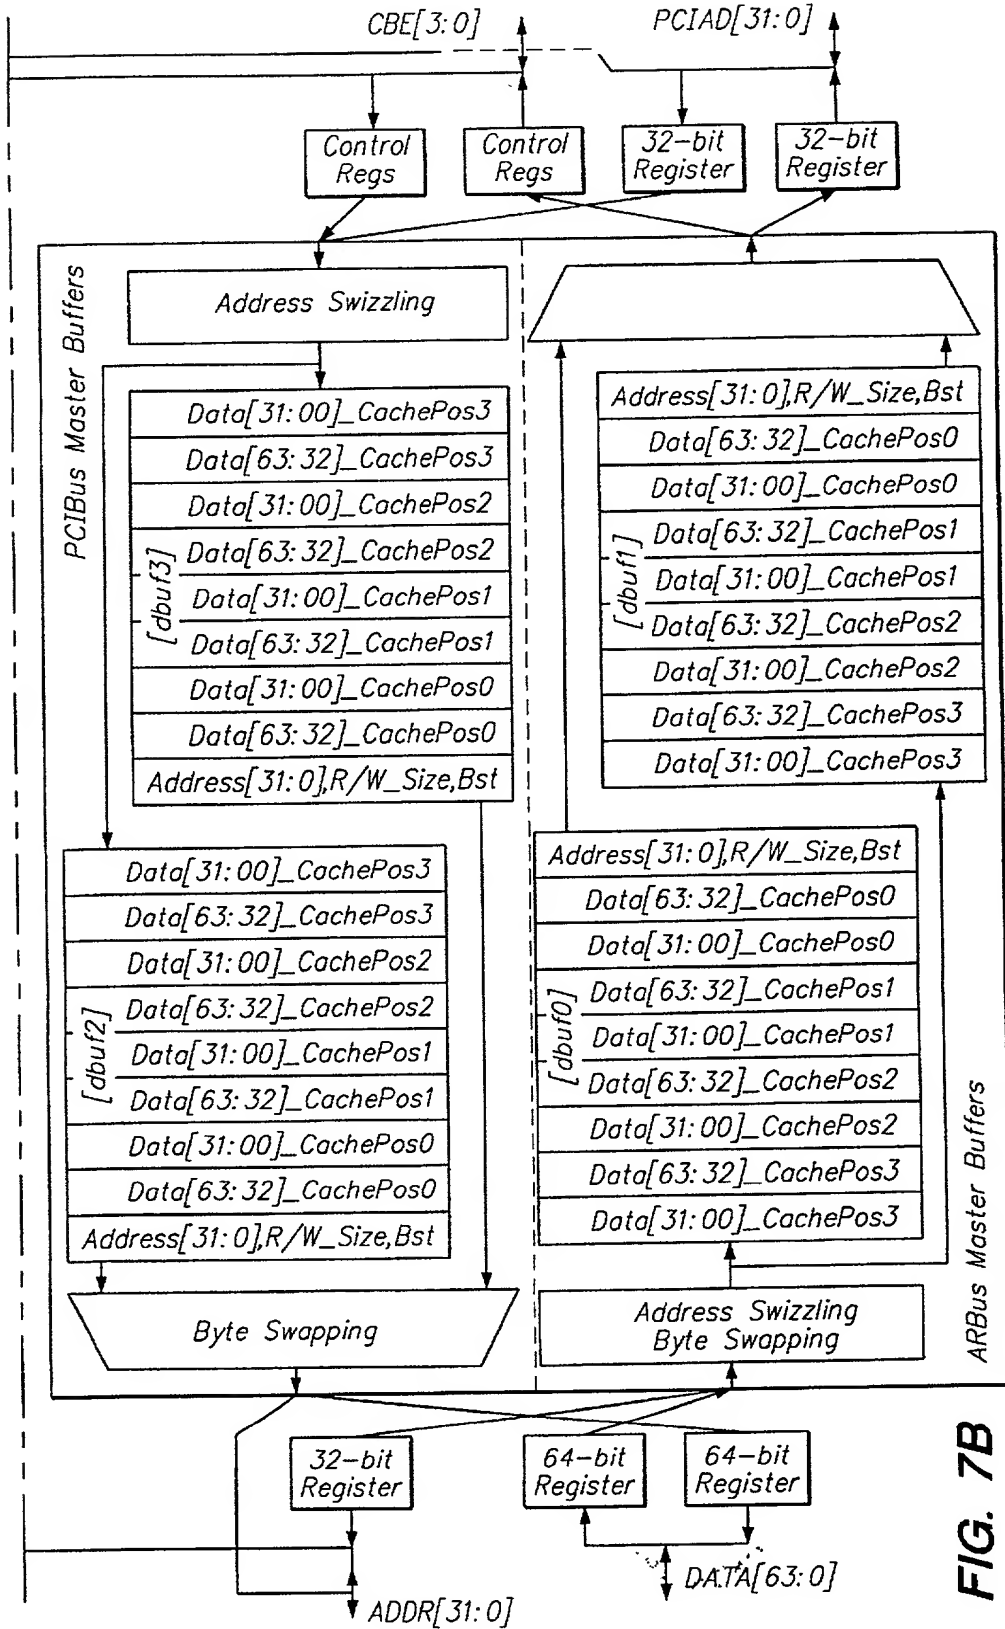 CBE[3:0]
PCIAD[31:0]
Control
Regs
Control
Regs
32-bit
Register
32-bit
Register
PCIBus Master Buffers
Address Swizzling
Data[31:00]_CachePos3
Data[63:32]_CachePos3
Data[31:00]_CachePos2
Data[63:32]_CachePos2
Data[31:00]_CachePos1
Data[63:32]_CachePos1
Data[31:00]_CachePos0
Data[63:32]_CachePos0
Address[31:0],R/W_Size,Bst
[dbuf3]
Address[31:0],R/W_Size,Bst
Data[63:32]_CachePos0
Data[31:00]_CachePos0
Data[63:32]_CachePos1
Data[31:00]_CachePos1
Data[63:32]_CachePos2
Data[31:00]_CachePos2
Data[63:32]_CachePos3
Data[31:00]_CachePos3
[dbuf1]
Data[31:00]_CachePos3
Data[63:32]_CachePos3
Data[31:00]_CachePos2
Data[63:32]_CachePos2
Data[31:00]_CachePos1
Data[63:32]_CachePos1
Data[31:00]_CachePos0
Data[63:32]_CachePos0
Address[31:0],R/W_Size,Bst
[dbuf2]
Address[31:0],R/W_Size,Bst
Data[63:32]_CachePos0
Data[31:00]_CachePos0
Data[63:32]_CachePos1
Data[31:00]_CachePos1
Data[63:32]_CachePos2
Data[31:00]_CachePos2
Data[63:32]_CachePos3
Data[31:00]_CachePos3
[dbuf0]
Byte Swapping
Address Swizzling
Byte Swapping
ARBus Master Buffers
32-bit
Register
64-bit
Register
64-bit
Register
DATA[63:0]
ADDR[31:0]
FIG. 7B